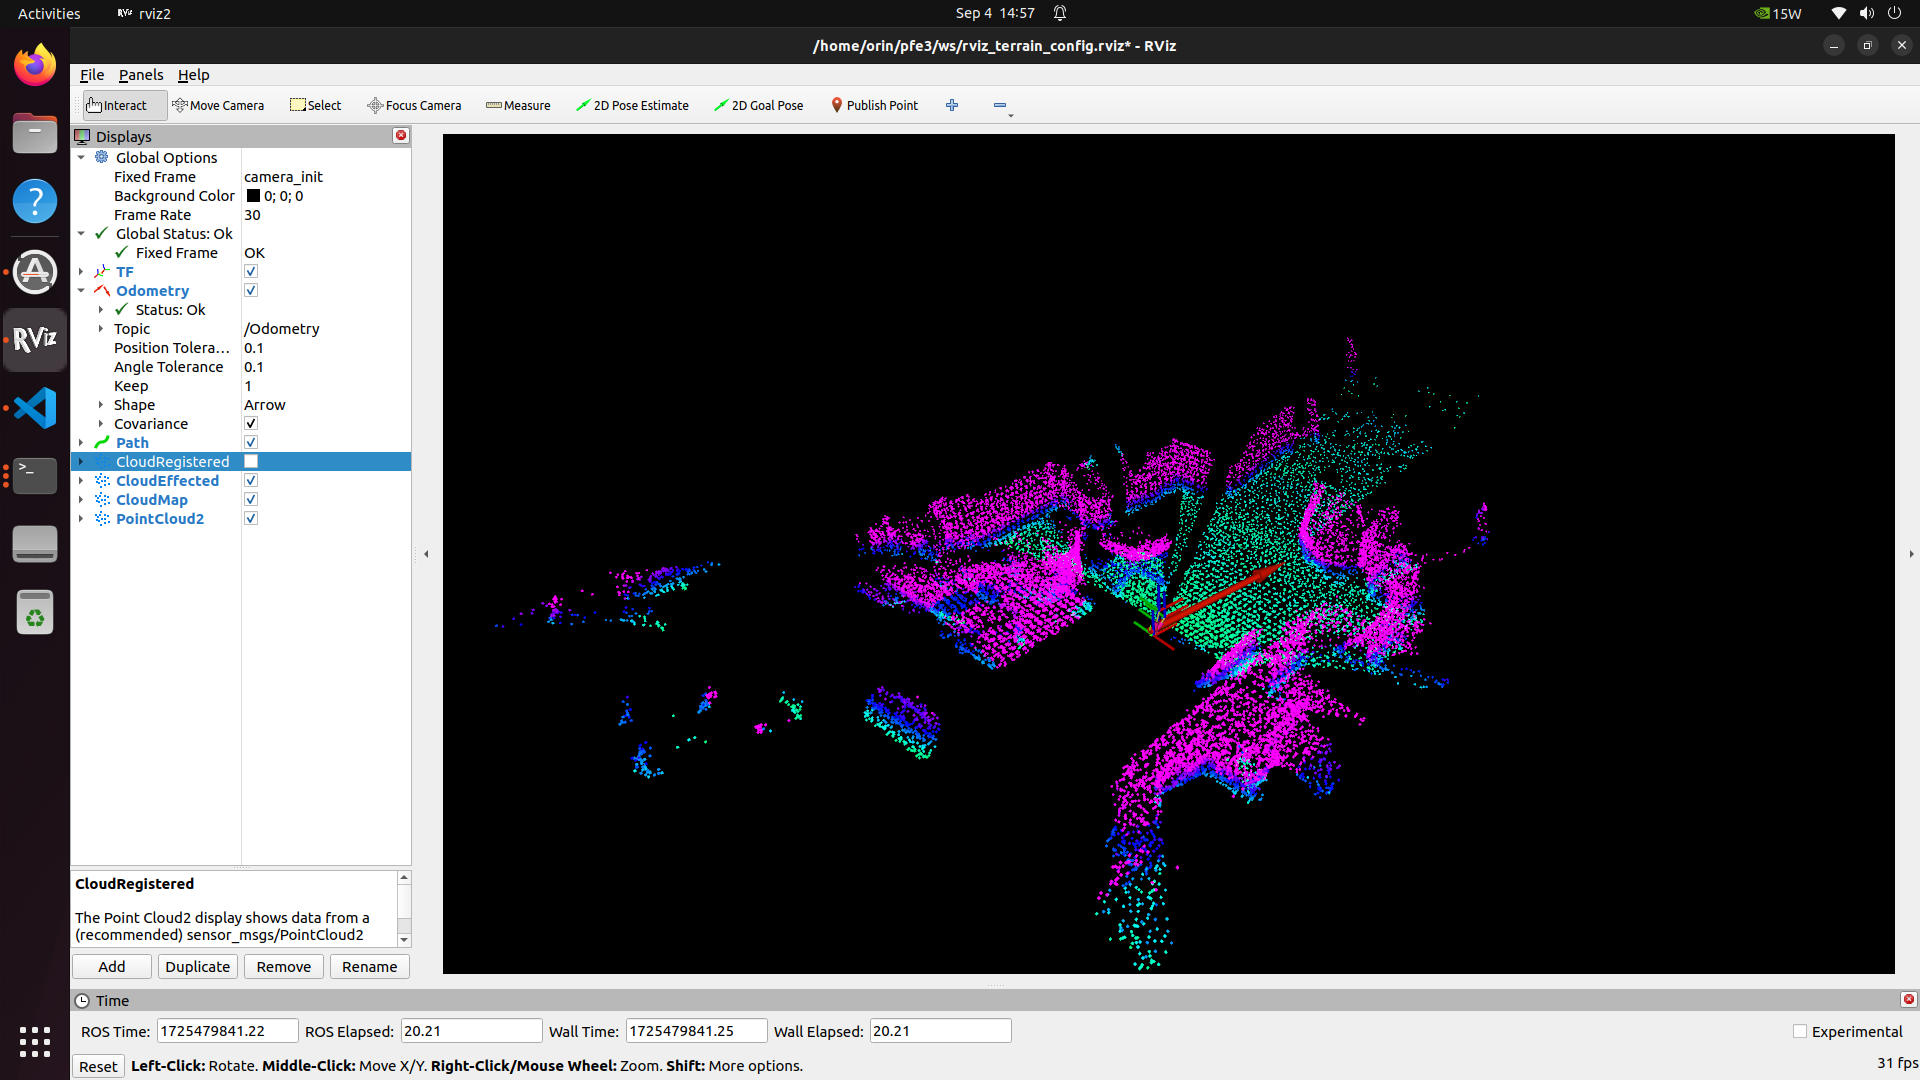 Activities
RViz rviz2
Sep 4 14:57
15W
/home/orin/pfe3/ws/rviz_terrain_config.rviz* - RViz
File Panels Help
Interact Move Camera Select Focus Camera Measure 2D Pose Estimate 2D Goal Pose Publish Point
Displays
Global Options
Fixed Frame camera_init
Background Color 0; 0; 0
Frame Rate 30
Global Status: Ok
Fixed Frame OK
TF
Odometry
Status: Ok
Topic /Odometry
Position Tolera... 0.1
Angle Tolerance 0.1
Keep 1
Shape Arrow
Covariance
Path
CloudRegistered
CloudEffected
CloudMap
PointCloud2
RViz
CloudRegistered
The Point Cloud2 display shows data from a
(recommended) sensor_msgs/PointCloud2
Add Duplicate Remove Rename
Time
ROS Time: 1725479841.22 ROS Elapsed: 20.21 Wall Time: 1725479841.25 Wall Elapsed: 20.21 Experimental
Reset Left-Click: Rotate. Middle-Click: Move X/Y. Right-Click/Mouse Wheel: Zoom. Shift: More options. 31 fps